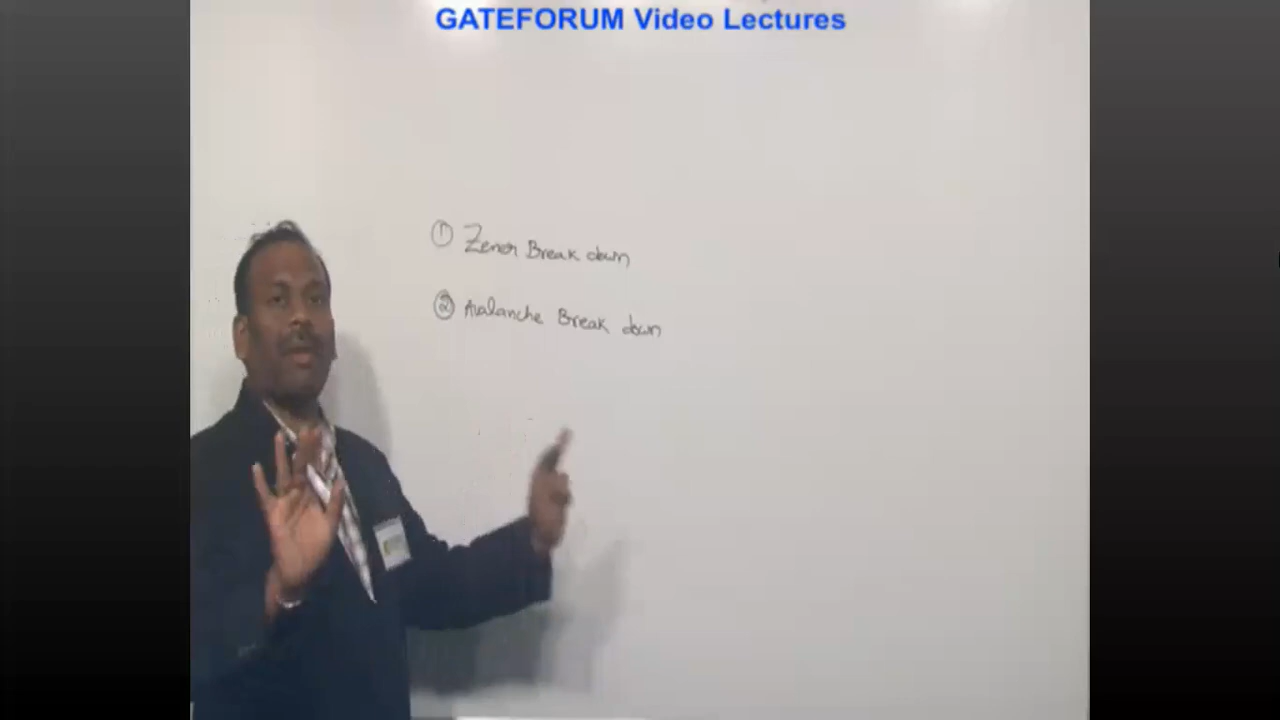 GATEFORUM Video Lectures
① Zener Break down
② Avalanche Break down